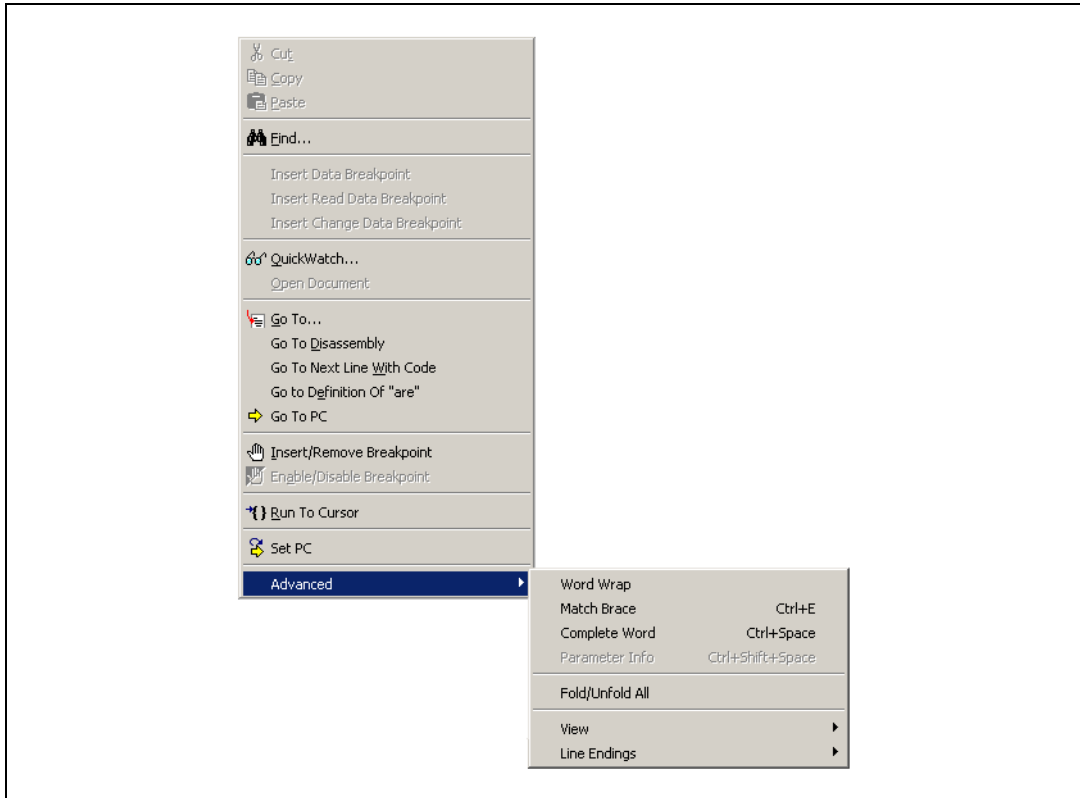 Cut
Copy
Paste
Find...
Insert Data Breakpoint
Insert Read Data Breakpoint
Insert Change Data Breakpoint
QuickWatch...
Open Document
Go To...
Go To Disassembly
Go To Next Line With Code
Go to Definition Of "are"
Go To PC
Insert/Remove Breakpoint
Enable/Disable Breakpoint
Run To Cursor
Set PC
Advanced
Word Wrap
Match Brace Ctrl+E
Complete Word Ctrl+Space
Parameter Info Ctrl+Shift+Space
Fold/Unfold All
View
Line Endings